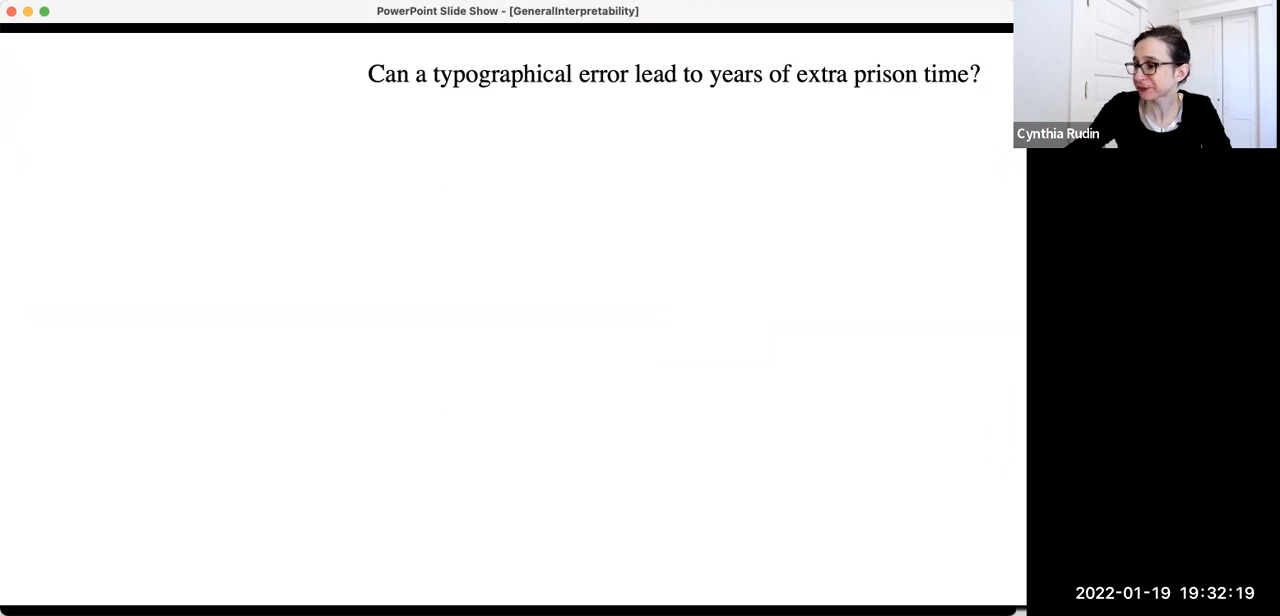 PowerPoint Slide Show - [GeneralInterpretability]
Can a typographical error lead to years of extra prison time?
Cynthia Rudin
2022-01-19 19:32:19